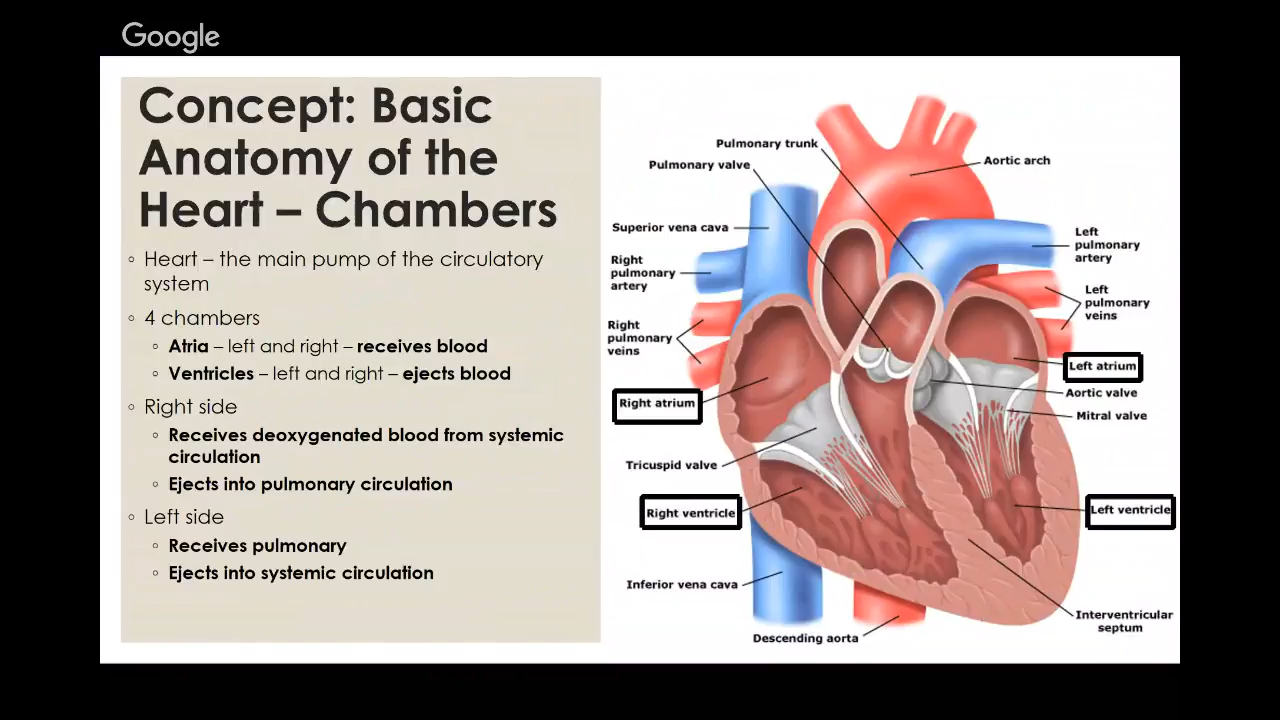 Google
Concept: Basic
Anatomy of the
Heart – Chambers
◦ Heart – the main pump of the circulatory
system
◦ 4 chambers
◦ Atria – left and right – receives blood
◦ Ventricles – left and right – ejects blood
◦ Right side
◦ Receives deoxygenated blood from systemic
circulation
◦ Ejects into pulmonary circulation
◦ Left side
◦ Receives pulmonary
◦ Ejects into systemic circulation
Pulmonary trunk
Pulmonary valve
Aortic arch
Superior vena cava
Left
pulmonary
artery
Right
pulmonary
artery
Left
pulmonary
veins
Right
pulmonary
veins
Left atrium
Aortic valve
Right atrium
Mitral valve
Tricuspid valve
Right ventricle
Left ventricle
Inferior vena cava
Interventricular
septum
Descending aorta